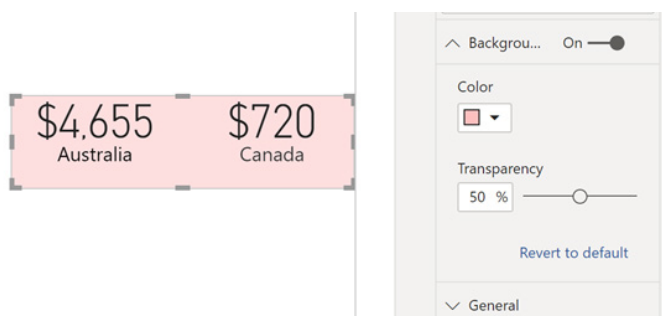 $4,655 $720
Australia Canada
Backgrou... On
Color
Transparency
50 %
Revert to default
General